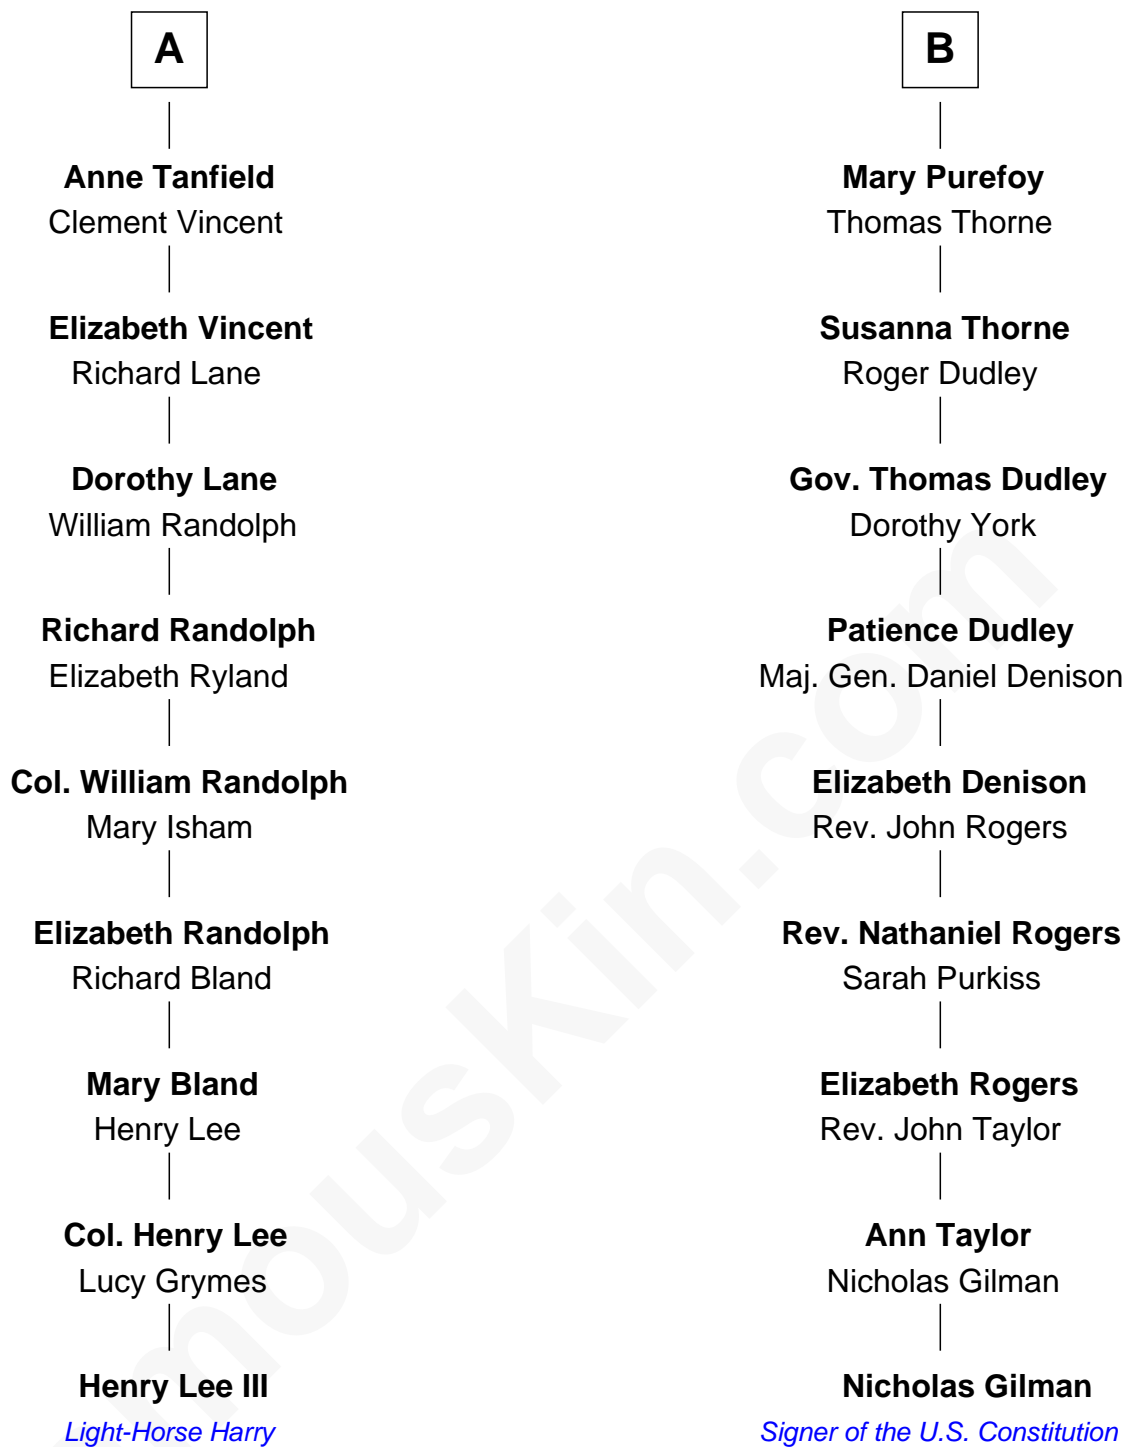 A
Anne Tanfield
Clement Vincent
Elizabeth Vincent
Richard Lane
Dorothy Lane
William Randolph
Richard Randolph
Elizabeth Ryland
Col. William Randolph
Mary Isham
Elizabeth Randolph
Richard Bland
Mary Bland
Henry Lee
Col. Henry Lee
Lucy Grymes
Henry Lee III
Light-Horse Harry
B
Mary Purefoy
Thomas Thorne
Susanna Thorne
Roger Dudley
Gov. Thomas Dudley
Dorothy York
Patience Dudley
Maj. Gen. Daniel Denison
Elizabeth Denison
Rev. John Rogers
Rev. Nathaniel Rogers
Sarah Purkiss
Elizabeth Rogers
Rev. John Taylor
Ann Taylor
Nicholas Gilman
Nicholas Gilman
Signer of the U.S. Constitution
mousKin.com